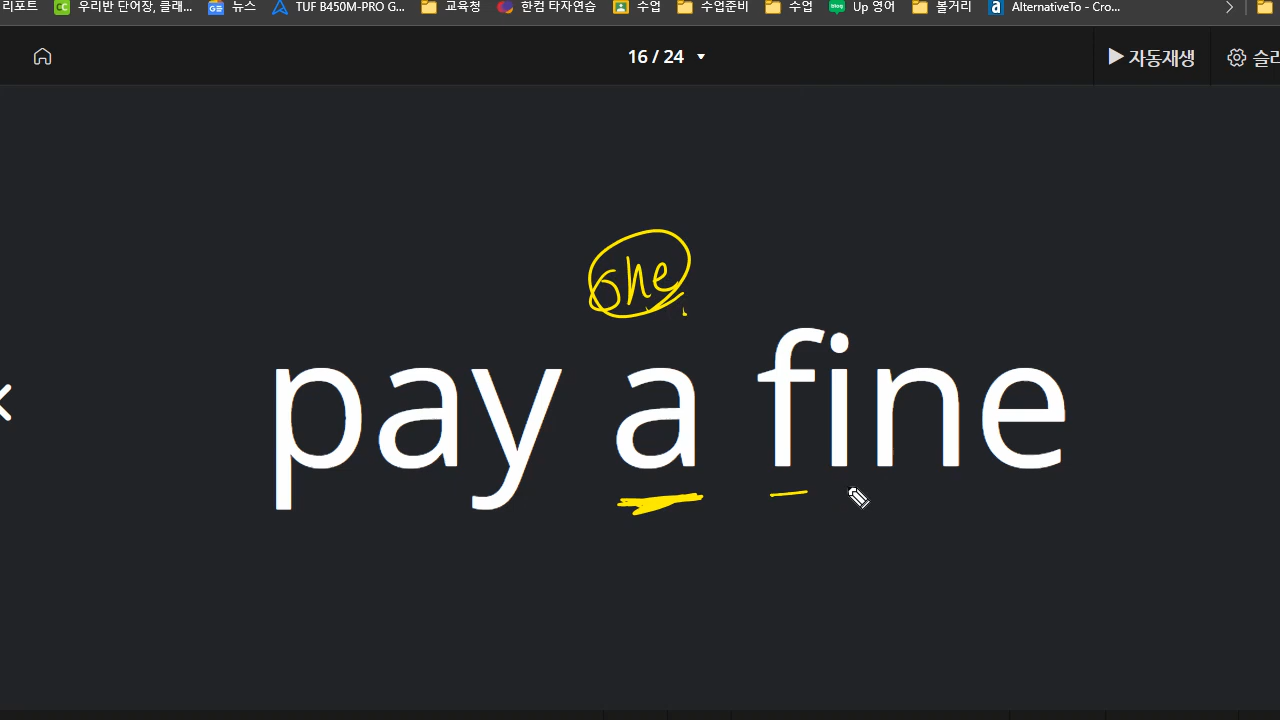 리포트 우리반 단어장, 클래... 뉴스 TUF B450M-PRO G... 교육청 한컴 타자연습 수업 수업준비 수업 Up 영어 볼거리 AlternativeTo - Cro...
16 / 24 자동재생 슬라
she
pay a fine